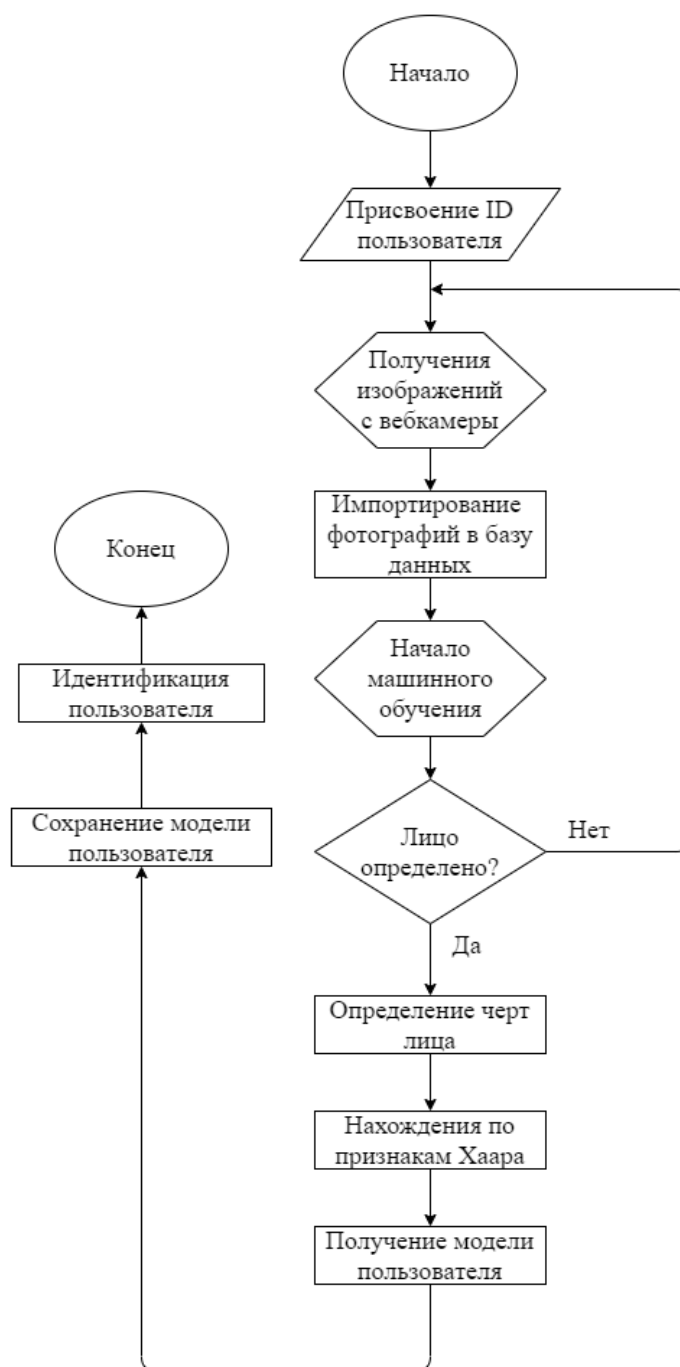 Начало
Присвоение ID
пользователя
Получения
изображений
с вебкамеры
Импортирование
фотографий в базу
данных
Начало
машинного
обучения
Лицо
определено?
Нет
Да
Определение черт
лица
Нахождения по
признакам Хаара
Получение модели
пользователя
Сохранение модели
пользователя
Идентификация
пользователя
Конец